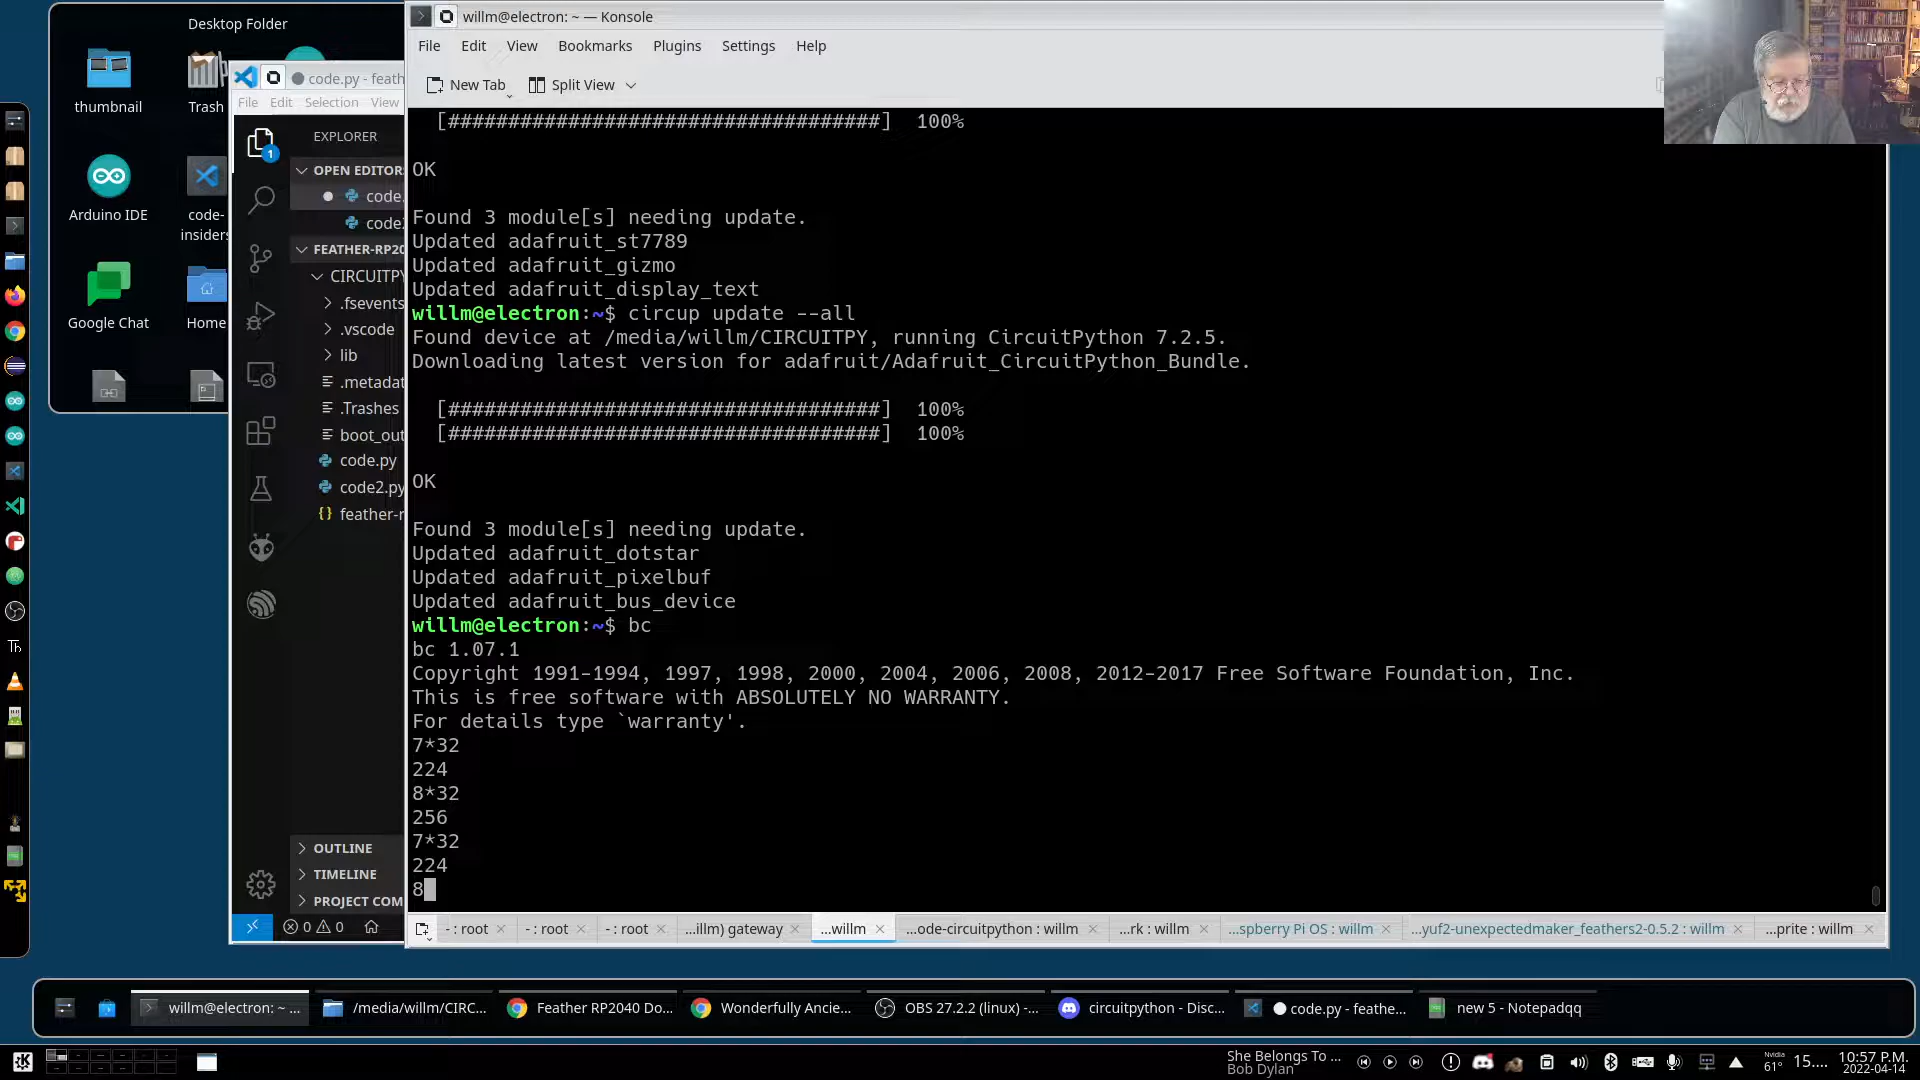 Desktop Folder
thumbnail
Trash
Arduino IDE
code-
insiders
Google Chat
Home
code.py - feath
File Edit Selection View
EXPLORER
1
OPEN EDITOR
code.
code
FEATHER-RP20
CIRCUITPY
.fsevents
.vscode
lib
.metadat
.Trashes
boot_out
code.py
code2.py
feather-r
OUTLINE
TIMELINE
PROJECT COM
0 0
willm@electron: ~ — Konsole
File Edit View Bookmarks Plugins Settings Help
New Tab Split View
[####################################] 100%
OK
Found 3 module[s] needing update.
Updated adafruit_st7789
Updated adafruit_gizmo
Updated adafruit_display_text
willm@electron:~$ circup update --all
Found device at /media/willm/CIRCUITPY, running CircuitPython 7.2.5.
Downloading latest version for adafruit/Adafruit_CircuitPython_Bundle.
[####################################] 100%
[####################################] 100%
OK
Found 3 module[s] needing update.
Updated adafruit_dotstar
Updated adafruit_pixelbuf
Updated adafruit_bus_device
willm@electron:~$ bc
bc 1.07.1
Copyright 1991-1994, 1997, 1998, 2000, 2004, 2006, 2008, 2012-2017 Free Software Foundation, Inc.
This is free software with ABSOLUTELY NO WARRANTY.
For details type `warranty'.
7*32
224
8*32
256
7*32
224
8
- : root - : root - : root ...illm) gateway ...willm ...ode-circuitpython : willm ...rk : willm ...spberry Pi OS : willm ...yuf2-unexpectedmaker_feathers2-0.5.2 : willm ...prite : willm
willm@electron: ~ ... /media/willm/CIRC... Feather RP2040 Do... Wonderfully Ancie... OBS 27.2.2 (linux) -... circuitpython - Disc... code.py - feathe... new 5 - Notepadqq
She Belongs To ...
Bob Dylan
Nvidia
61°
15....
10:57 P.M.
2022-04-14